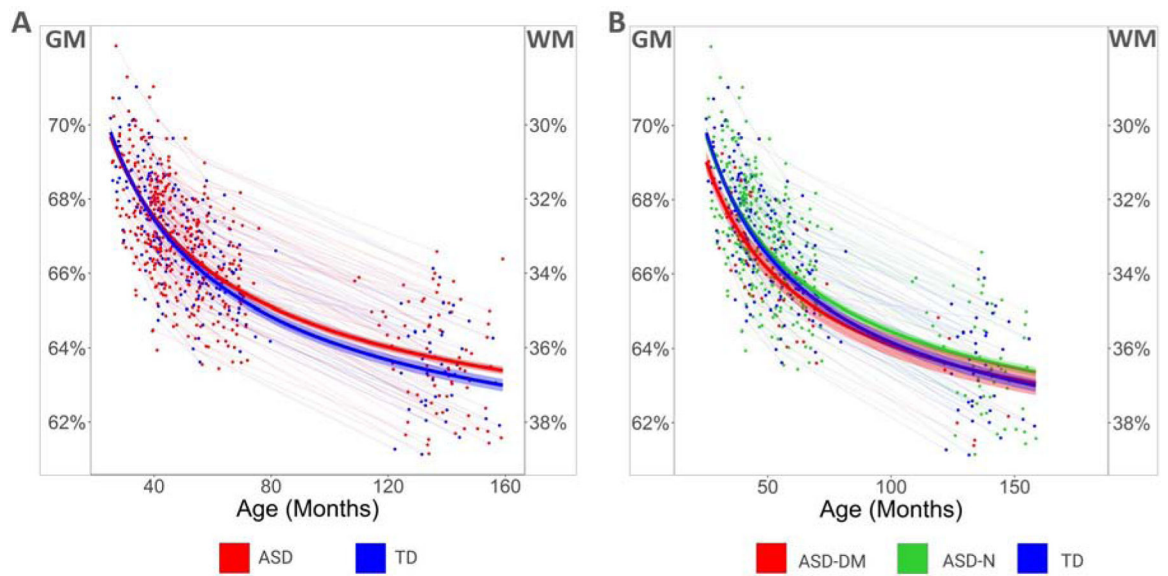 A
GM
WM
70%
68%
66%
64%
62%
30%
32%
34%
36%
38%
40
80
120
160
Age (Months)
ASD
TD
B
GM
WM
70%
68%
66%
64%
62%
30%
32%
34%
36%
38%
50
100
150
Age (Months)
ASD-DM
ASD-N
TD